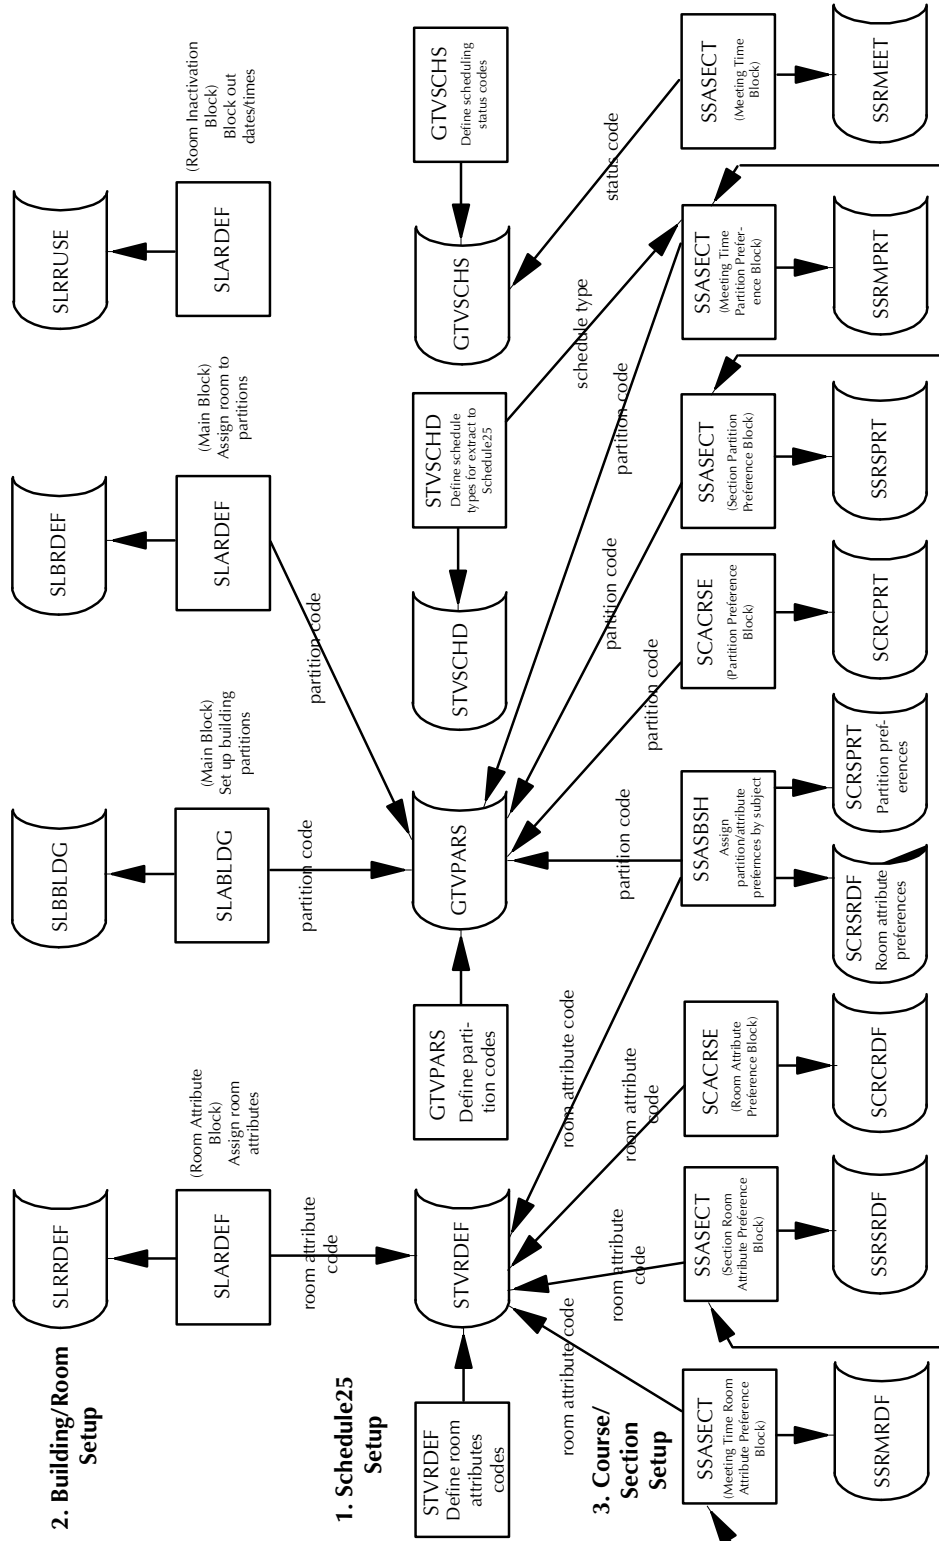 2. Building/Room
Setup
SLRRDEF
SLBBLDG
SLBRDEF
SLRRUSE
SLARDEF
(Room Attribute
Block)
Assign room
attributes
SLABLDG
(Main Block)
Set up building
partitions
SLARDEF
(Main Block)
Assign room to
partitions
SLARDEF
(Room Inactivation
Block)
Block out
dates/times
room attribute
code
partition code
partition code
1. Schedule25
Setup
STVRDEF
Define room
attributes
codes
STVRDEF
GTVPARS
Define parti-
tion codes
GTVPARS
STVSCHD
STVSCHD
Define schedule
types for extract to
Schedule25
GTVSCHS
GTVSCHS
Define scheduling
status codes
room attribute code
room attribute
code
room attribute
code
room attribute code
partition code
partition code
partition code
partition code
schedule type
status code
3. Course/
Section
Setup
SSASECT
(Meeting Time Room
Attribute Preference
Block)
SSASECT
(Section Room
Attribute Preference
Block)
SCACRSE
(Room Attribute
Preference Block)
SSASBSH
Assign
partition/attribute
prefernces by subject
SCACRSE
(Partition Preference
Block)
SSASECT
(Section Partition
Preference Block)
SSASECT
(Meeting Time
Partition Prefer-
ence Block)
SSASECT
(Meeting Time
Block)
SSRMRDF
SSRSRDF
SCRCRDF
SCRSRDF
Room attribute
preferences
SCRSPRT
Partition pref-
erences
SCRCPRT
SSRSPRT
SSRMPRT
SSRMEET